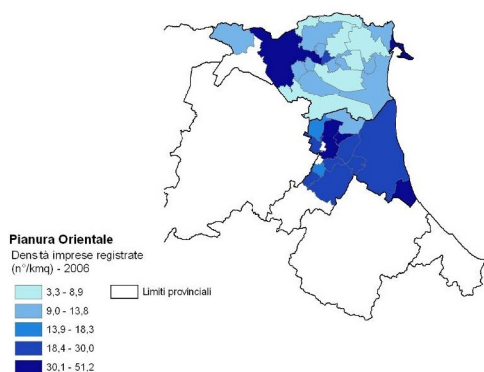 Pianura Orientale
Densità imprese registrate
(n°/kmq) - 2006
3,3 - 8,9
Limiti provinciali
9,0 - 13,8
13,9 - 18,3
18,4 - 30,0
30,1 - 51,2